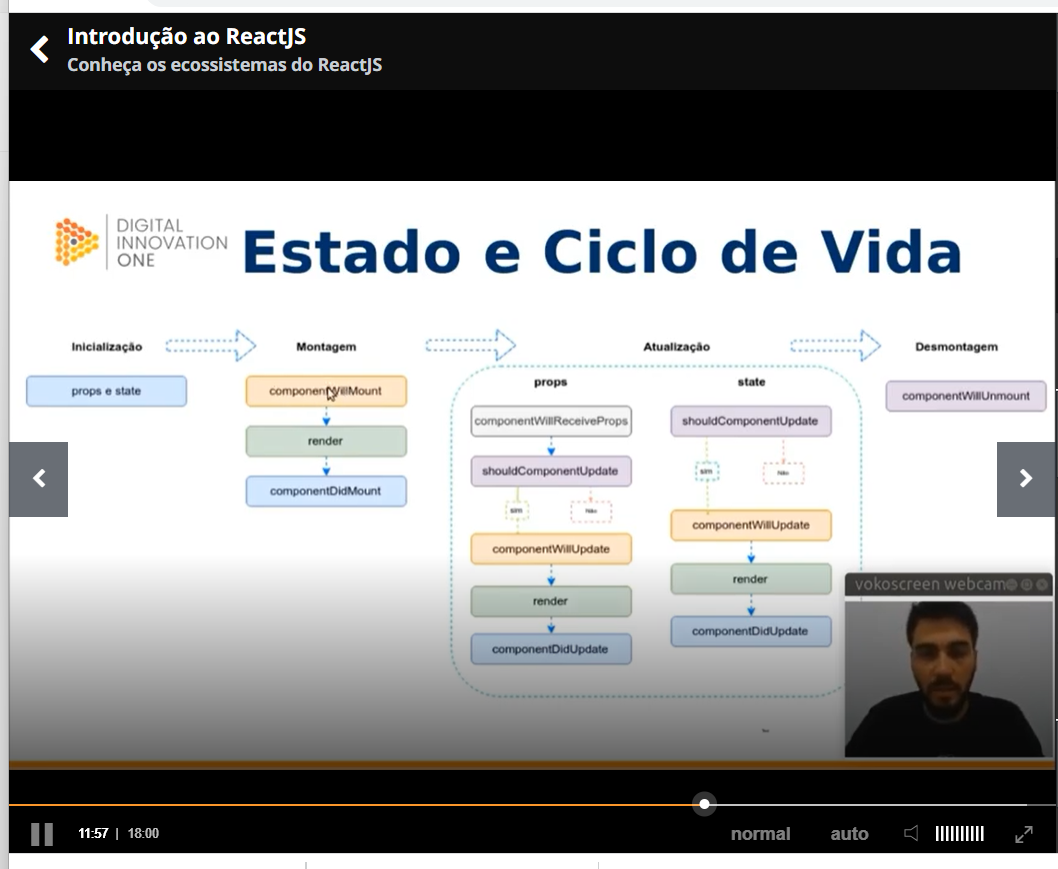 Introdução ao ReactJS
Conheça os ecossistemas do ReactJS
DIGITAL
INNOVATION
ONE
Estado e Ciclo de Vida
Inicialização
Montagem
Atualização
Desmontagem
props e state
componentWillMount
render
componentDidMount
props
componentWillReceiveProps
shouldComponentUpdate
sim
não
componentWillUpdate
render
componentDidUpdate
state
shouldComponentUpdate
sim
não
componentWillUpdate
render
componentDidUpdate
componentWillUnmount
vokoscreen webcam
11:57 | 18:00
normal
auto